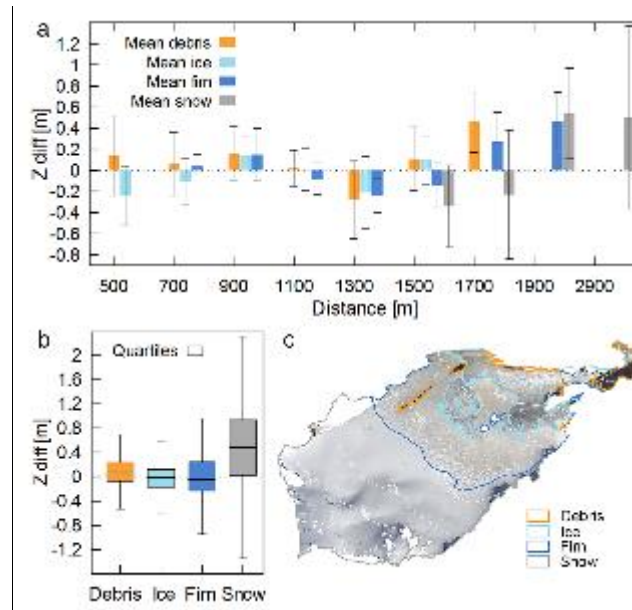 a
Mean debris
Mean ice
Mean firn
Mean snow
Z diff [m]
1.2
1
0.8
0.6
0.4
0.2
0
-0.2
-0.4
-0.6
-0.8
500 700 900 1100 1300 1500 1700 1900 2900
Distance [m]
b
Quartiles
Z diff [m]
2
1.6
1.2
0.8
0.4
0
-0.4
-0.8
-1.2
Debris Ice Firn Snow
c
Debris
Ice
Firn
Snow